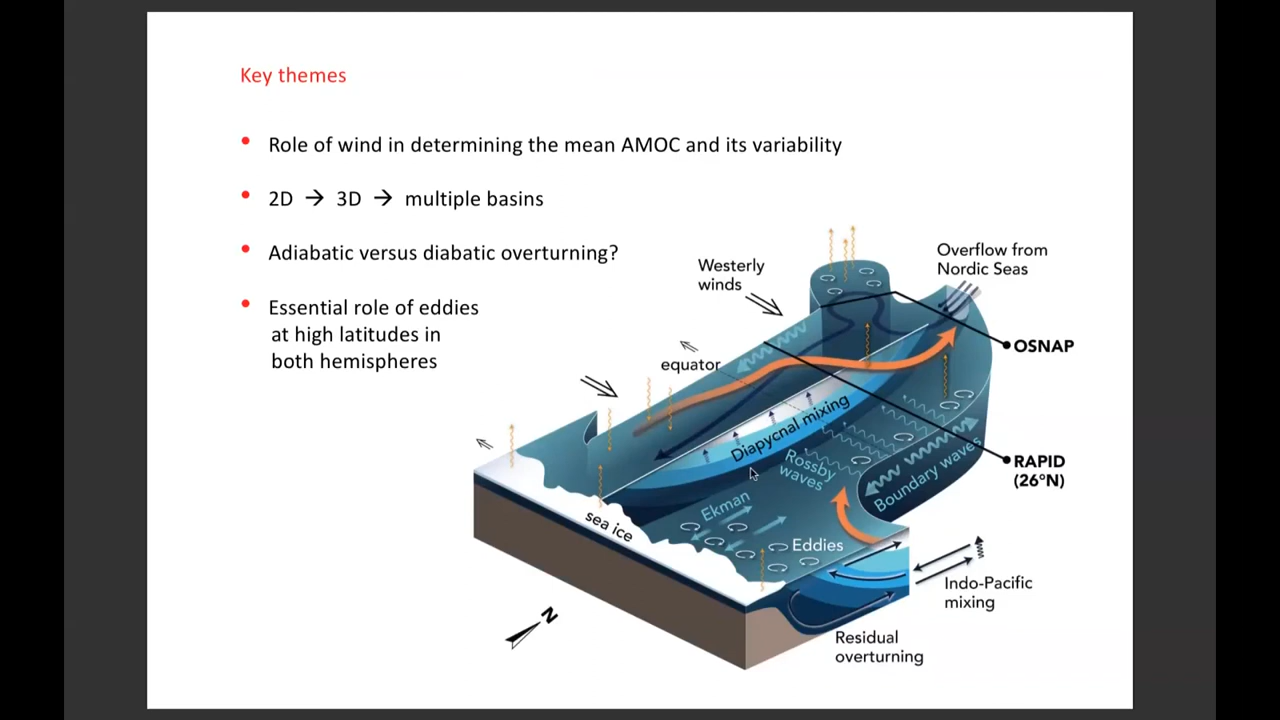 Key themes
• Role of wind in determining the mean AMOC and its variability
• 2D → 3D → multiple basins
• Adiabatic versus diabatic overturning?
• Essential role of eddies
at high latitudes in
both hemispheres
Westerly
winds
Overflow from
Nordic Seas
OSNAP
equator
Diapycnal mixing
Rossby
waves
Boundary waves
RAPID
(26°N)
Ekman
sea ice
Eddies
Indo-Pacific
mixing
N
Residual
overturning